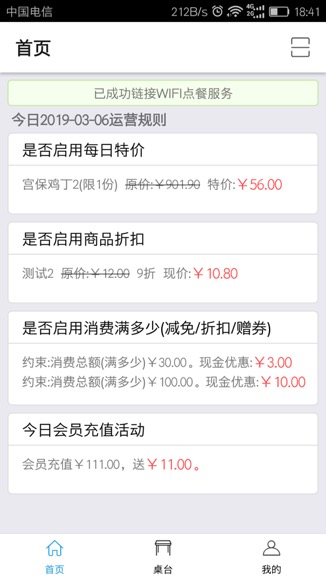 中国电信 212B/s 4G 2G 18:41
首页
已成功链接WIFI点餐服务
今日2019-03-06运营规则
是否启用每日特价
宫保鸡丁2(限1份) 原价:￥901.90 特价:￥56.00
是否启用商品折扣
测试2 原价:￥12.00 9折 现价:￥10.80
是否启用消费满多少(减免/折扣/赠券)
约束:消费总额(满多少)￥30.00。现金优惠:￥3.00
约束:消费总额(满多少)￥100.00。现金优惠:￥10.00
今日会员充值活动
会员充值￥111.00，送￥11.00。
首页 桌台 我的